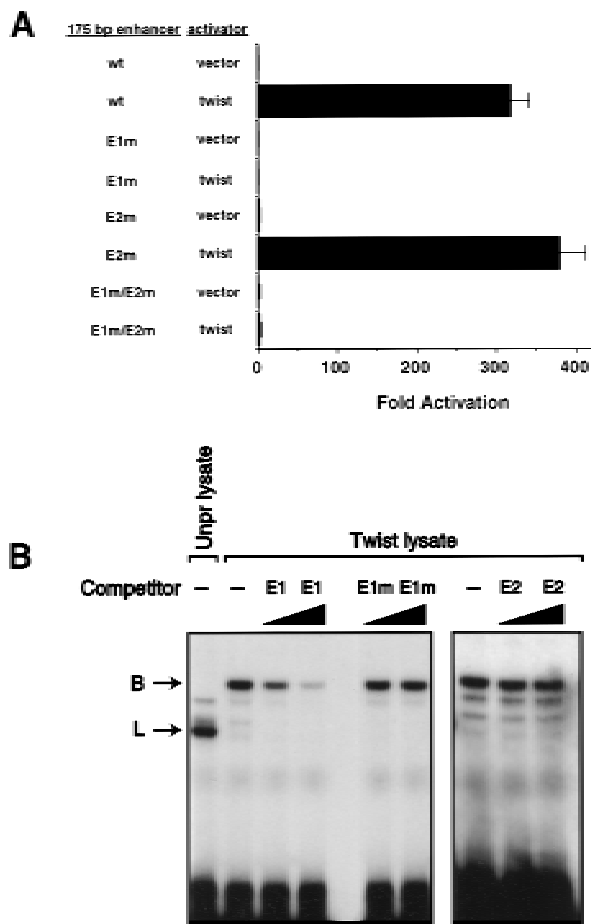 A
175 bp enhancer activator
wt vector
wt twist
E1m vector
E1m twist
E2m vector
E2m twist
E1m/E2m vector
E1m/E2m twist
0 100 200 300 400
Fold Activation
B
Unpr lysate
Twist lysate
Competitor – – E1 E1 E1m E1m – E2 E2
B
L